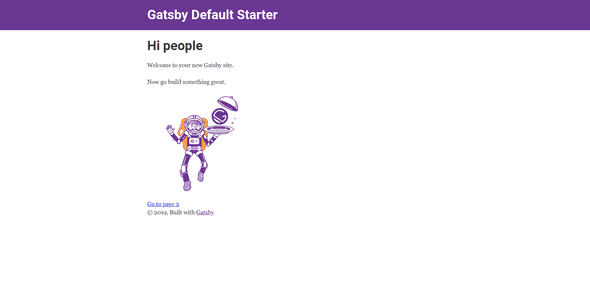 Gatsby Default Starter
Hi people
Welcome to your new Gatsby site.
Now go build something great.
Go to page 2
© 2019, Built with Gatsby